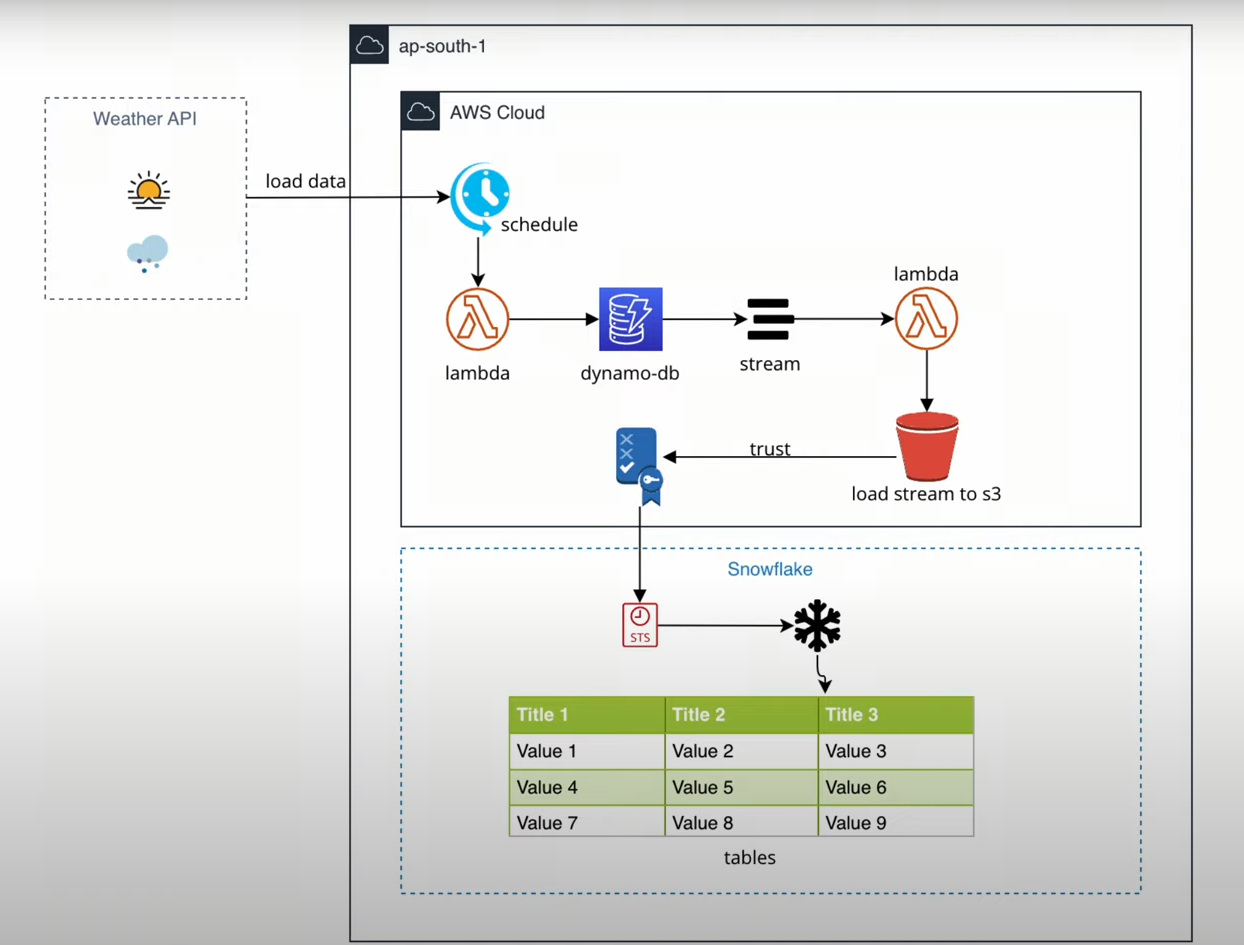 ap-south-1
AWS Cloud
Weather API
load data
schedule
lambda
lambda
dynamo-db
stream
trust
load stream to s3
Snowflake
STS
Title 1 Title 2 Title 3
Value 1 Value 2 Value 3
Value 4 Value 5 Value 6
Value 7 Value 8 Value 9
tables